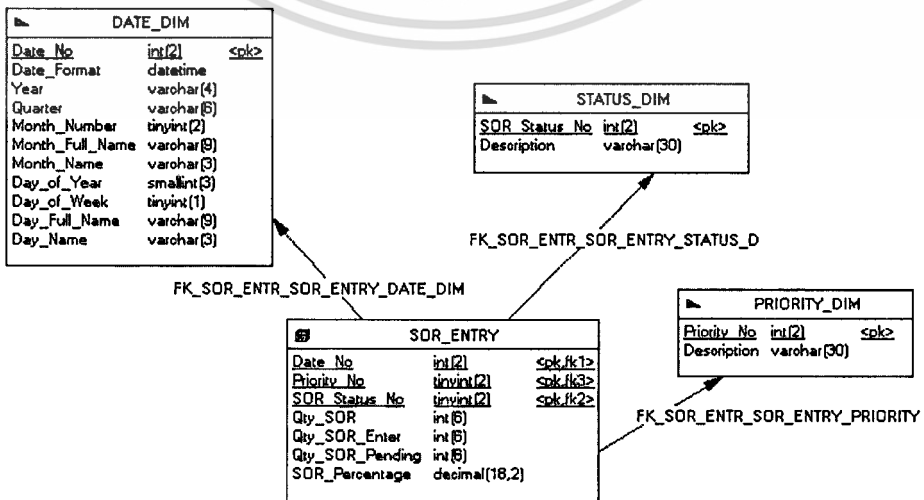 DATE_DIM
Date_No int(2) <pk>
Date_Format datetime
Year varchar(4)
Quarter varchar(6)
Month_Number tinyint(2)
Month_Full_Name varchar(9)
Month_Name varchar(3)
Day_of_Year smallint(3)
Day_of_Week tinyint(1)
Day_Full_Name varchar(9)
Day_Name varchar(3)
STATUS_DIM
SOR_Status_No int(2) <pk>
Description varchar(30)
FK_SOR_ENTR_SOR_ENTRY_STATUS_D
FK_SOR_ENTR_SOR_ENTRY_DATE_DIM
PRIORITY_DIM
Priority_No int(2) <pk>
Description varchar(30)
SOR_ENTRY
Date_No int(2) <pk,fk1>
Priority_No tinyint(2) <pk,fk3>
SOR_Status_No tinyint(2) <pk,fk2>
Qty_SOR int(6)
Qty_SOR_Enter int(6)
Qty_SOR_Pending int(6)
SOR_Percentage decimal(18,2)
FK_SOR_ENTR_SOR_ENTRY_PRIORITY